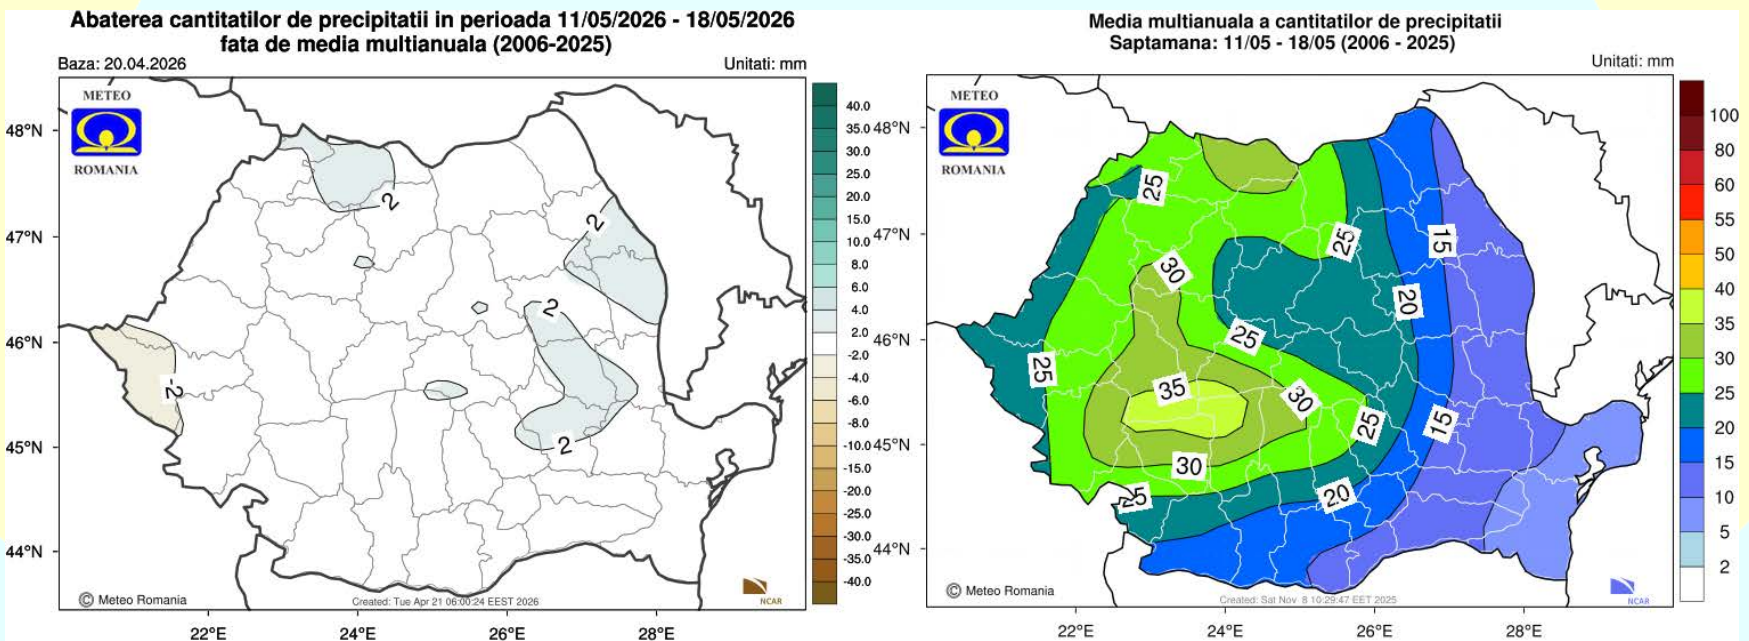 Abaterea cantitatilor de precipitatii in perioada 11/05/2026 - 18/05/2026
fata de media multianuala (2006-2025)
Baza: 20.04.2026
Unitati: mm
METEO
ROMANIA
48°N
47°N
46°N
45°N
44°N
22°E
24°E
26°E
28°E
2
2
2
2
-2
40.0
35.0
30.0
25.0
20.0
15.0
10.0
8.0
6.0
4.0
2.0
-2.0
-4.0
-6.0
-8.0
-10.0
-15.0
-20.0
-25.0
-30.0
-35.0
-40.0
© Meteo Romania
Created: Tue Apr 21 06:00:24 EEST 2026
NCAR
Media multianuala a cantitatilor de precipitatii
Saptamana: 11/05 - 18/05 (2006 - 2025)
Unitati: mm
METEO
ROMANIA
48°N
47°N
46°N
45°N
44°N
22°E
24°E
26°E
28°E
25
25
15
30
20
25
25
35
30
25
15
30
25
20
100
80
60
55
50
40
35
30
25
20
15
10
5
2
© Meteo Romania
Created: Sat Nov 8 10:29:47 EET 2025
NCAR